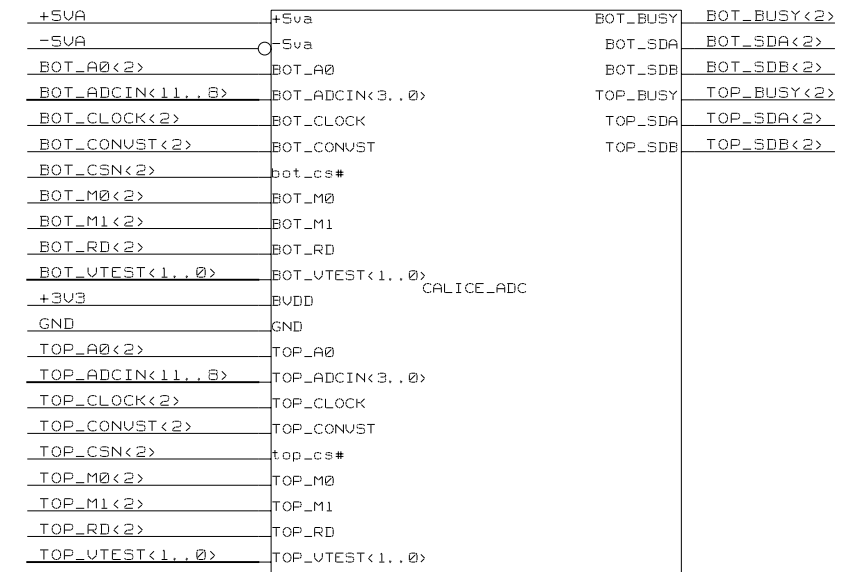 +5VA +5va BOT_BUSY BOT_BUSY<2>
-5VA -5va BOT_SDA BOT_SDA<2>
BOT_A0<2> BOT_A0 BOT_SDB BOT_SDB<2>
BOT_ADCIN<11..8> BOT_ADCIN<3..0> TOP_BUSY TOP_BUSY<2>
BOT_CLOCK<2> BOT_CLOCK TOP_SDA TOP_SDA<2>
BOT_CONVST<2> BOT_CONVST TOP_SDB TOP_SDB<2>
BOT_CSN<2> bot_cs#
BOT_M0<2> BOT_M0
BOT_M1<2> BOT_M1
BOT_RD<2> BOT_RD
BOT_VTEST<1..0> BOT_VTEST<1..0>
CALICE_ADC
+3V3 BVDD
GND GND
TOP_A0<2> TOP_A0
TOP_ADCIN<11..8> TOP_ADCIN<3..0>
TOP_CLOCK<2> TOP_CLOCK
TOP_CONVST<2> TOP_CONVST
TOP_CSN<2> top_cs#
TOP_M0<2> TOP_M0
TOP_M1<2> TOP_M1
TOP_RD<2> TOP_RD
TOP_VTEST<1..0> TOP_VTEST<1..0>